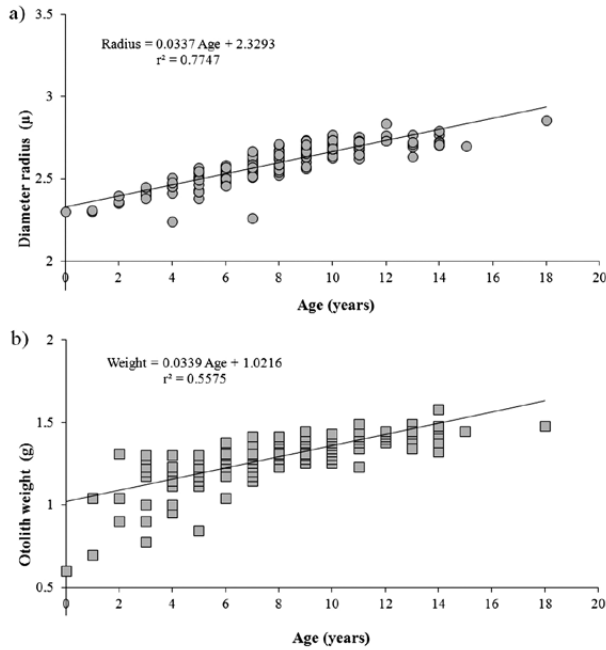 a)
3.5
Radius = 0.0337 Age + 2.3293
r² = 0.7747
3
2.5
2
Diameter radius (µ)
0 2 4 6 8 10 12 14 16 18 20
Age (years)
b)
2
Weight = 0.0339 Age + 1.0216
r² = 0.5575
1.5
1
0.5
Otolith weight (g)
0 2 4 6 8 10 12 14 16 18 20
Age (years)